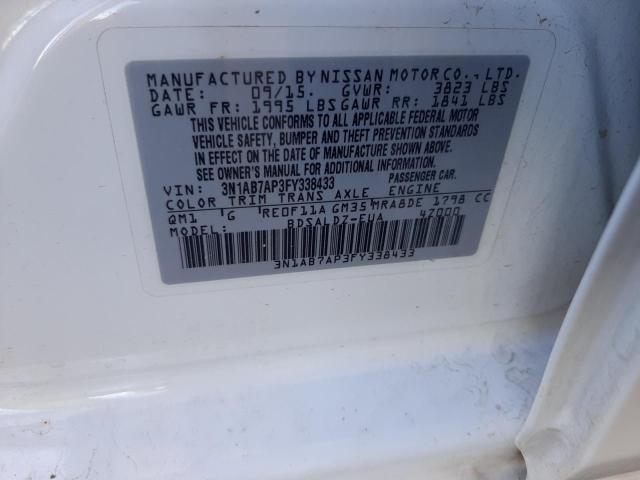 MANUFACTURED BY NISSAN MOTOR CO., LTD.
DATE: 09/15. GVWR: 3823 LBS
GAWR FR: 1995 LBS GAWR RR: 1841 LBS
THIS VEHICLE CONFORMS TO ALL APPLICABLE FEDERAL MOTOR
VEHICLE SAFETY, BUMPER AND THEFT PREVENTION STANDARDS
IN EFFECT ON THE DATE OF MANUFACTURE SHOWN ABOVE.
SEE OWNER'S MANUAL FOR ADDITIONAL INFORMATION.
VIN: 3N1AB7AP3FY338433 PASSENGER CAR.
COLOR TRIM TRANS AXLE ENGINE
QM1 G RE0F11A GM35 MRA8DE 1798 CC
MODEL: BDSALDZ-EUA 4Z000
3N1AB7AP3FY338433